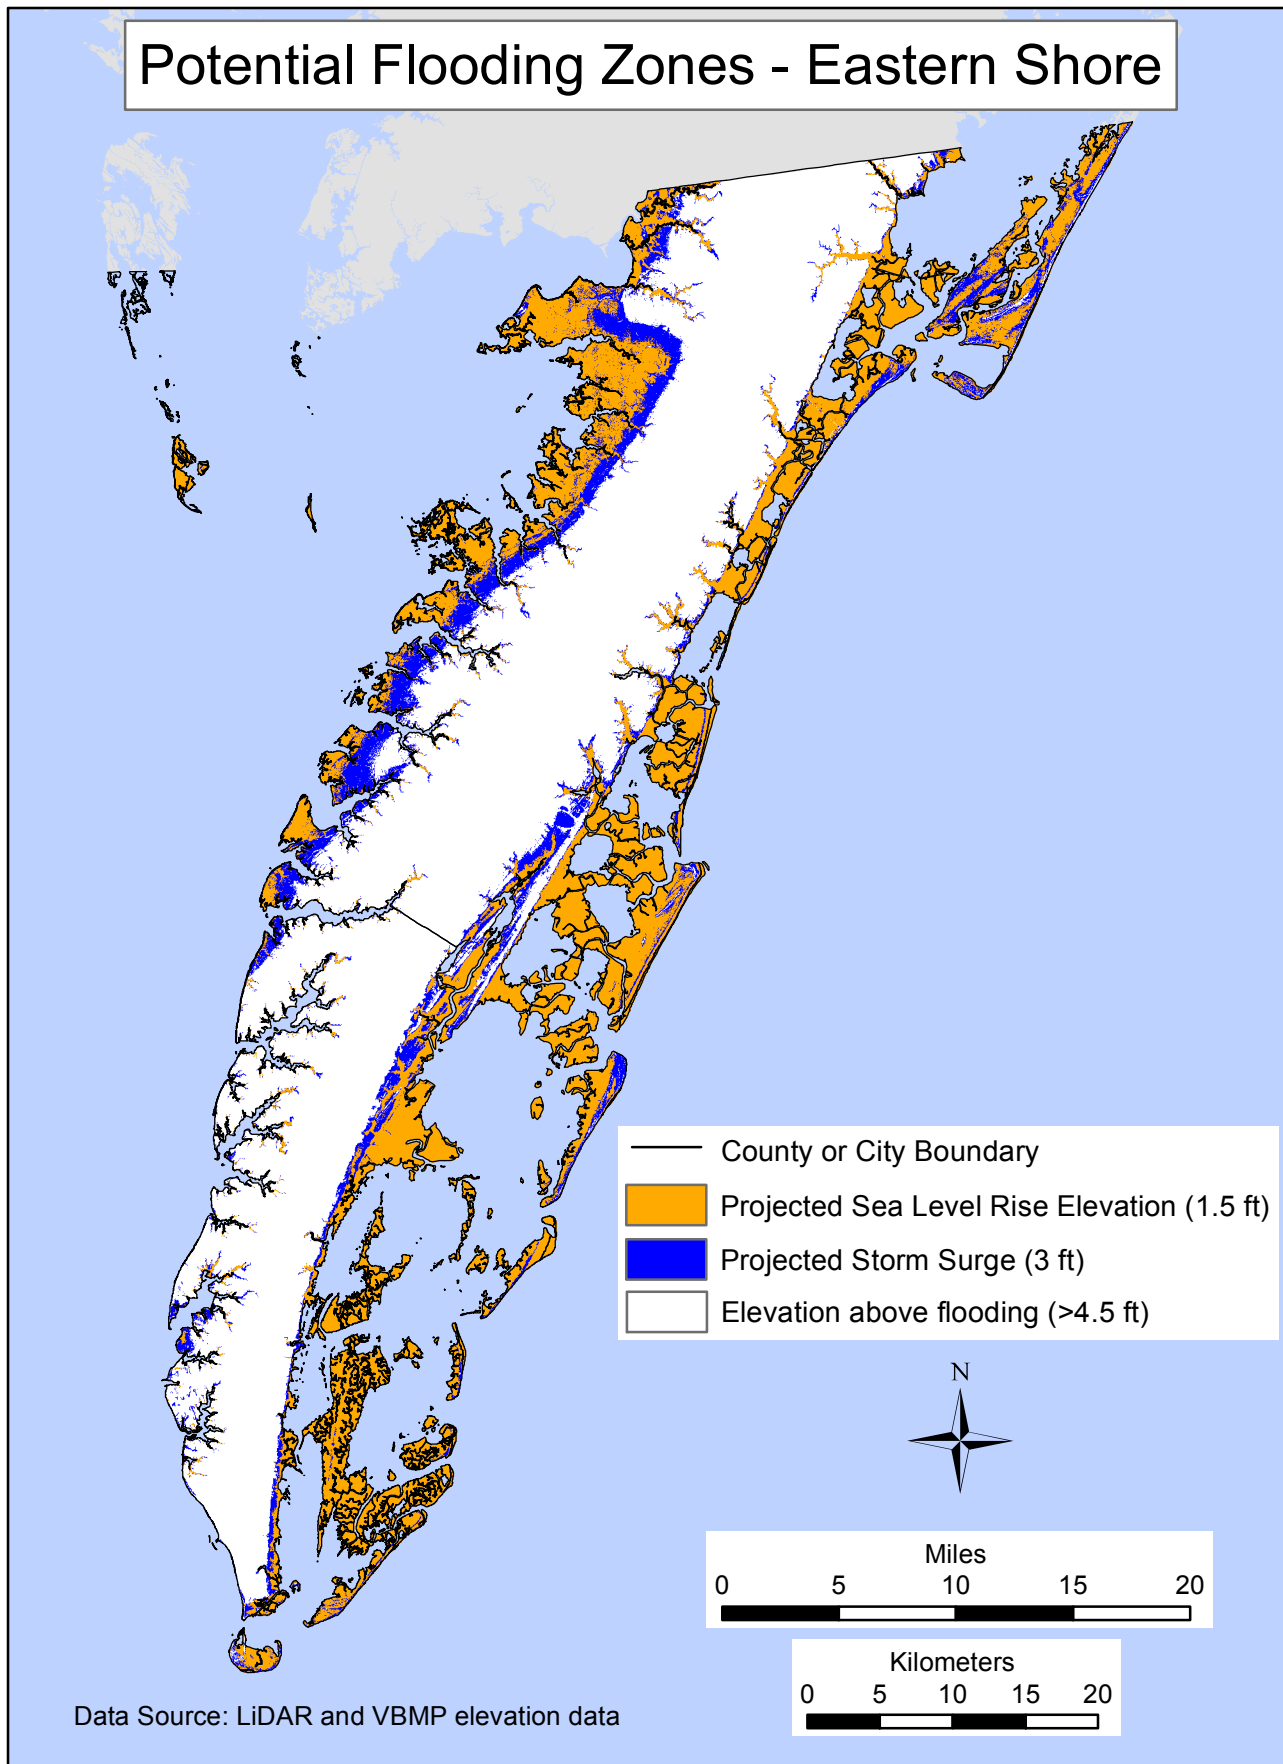 Potential Flooding Zones - Eastern Shore
County or City Boundary
Projected Sea Level Rise Elevation (1.5 ft)
Projected Storm Surge (3 ft)
Elevation above flooding (>4.5 ft)
N
Miles
0 5 10 15 20
Kilometers
0 5 10 15 20
Data Source: LiDAR and VBMP elevation data